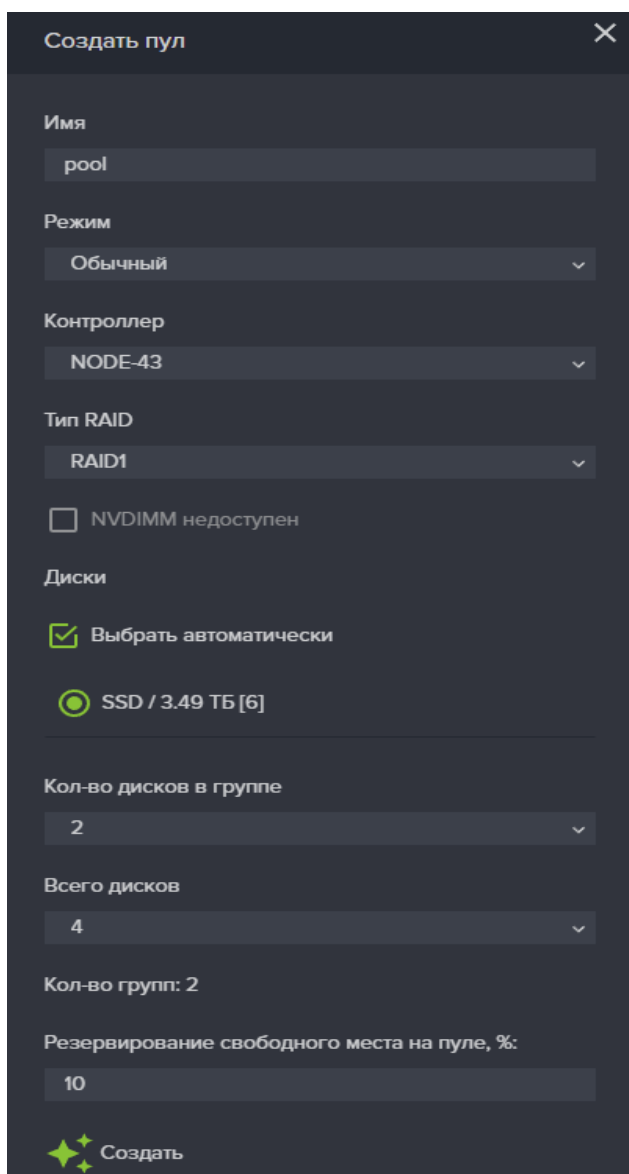 Создать пул
Имя
pool
Режим
Обычный
Контроллер
NODE-43
Тип RAID
RAID1
NVDIMM недоступен
Диски
Выбрать автоматически
SSD / 3.49 ТБ [6]
Кол-во дисков в группе
2
Всего дисков
4
Кол-во групп: 2
Резервирование свободного места на пуле, %:
10
Создать